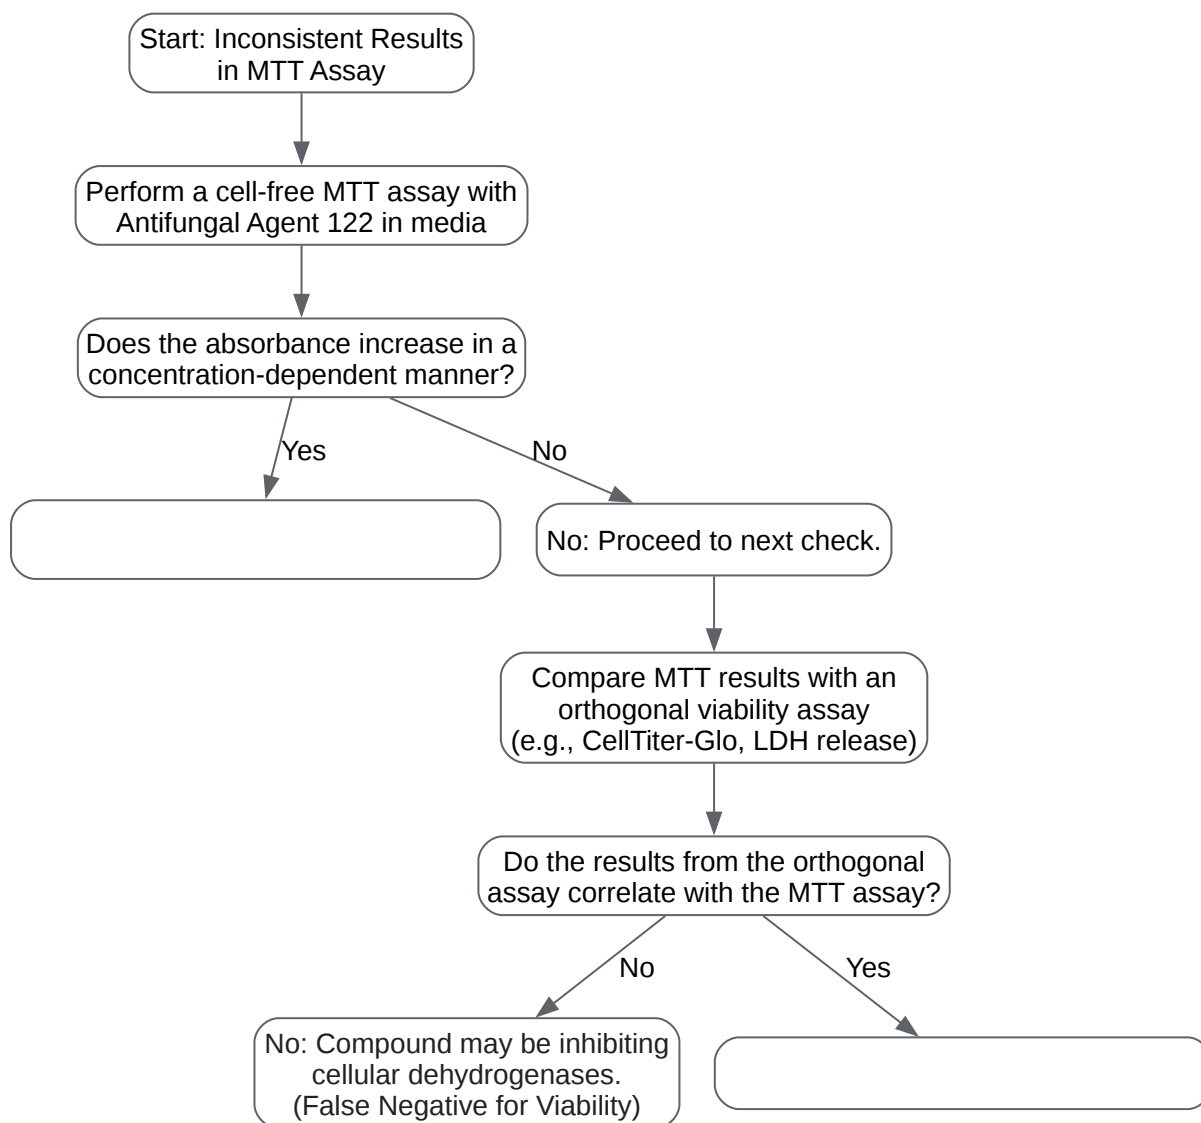 Start: Inconsistent Results
in MTT Assay
Perform a cell-free MTT assay with
Antifungal Agent 122 in media
Does the absorbance increase in a
concentration-dependent manner?
Yes
No
No: Proceed to next check.
Compare MTT results with an
orthogonal viability assay
(e.g., CellTiter-Glo, LDH release)
Do the results from the orthogonal
assay correlate with the MTT assay?
No
Yes
No: Compound may be inhibiting
cellular dehydrogenases.
(False Negative for Viability)